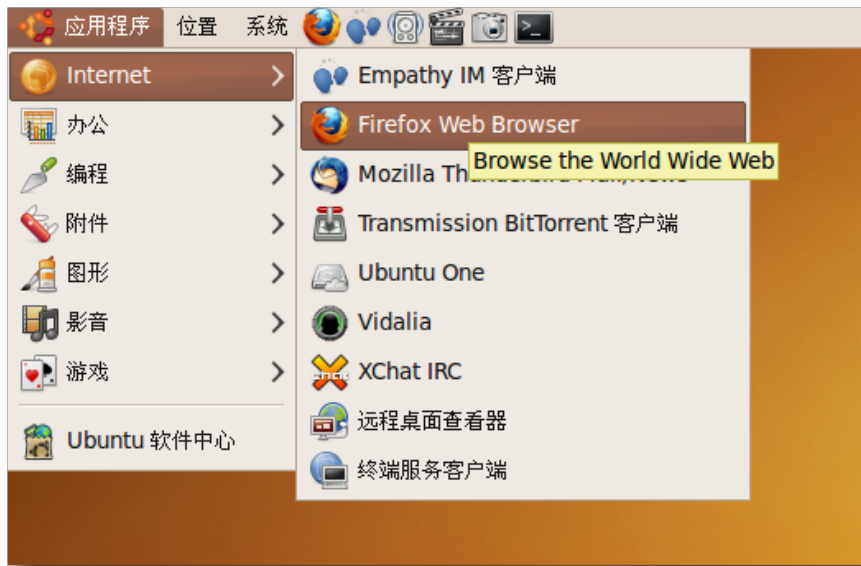 应用程序 位置 系统
Internet
办公
编程
附件
图形
影音
游戏
Ubuntu 软件中心
Empathy IM 客户端
Firefox Web Browser
Browse the World Wide Web
Mozilla
Transmission BitTorrent 客户端
Ubuntu One
Vidalia
XChat IRC
远程桌面查看器
终端服务客户端